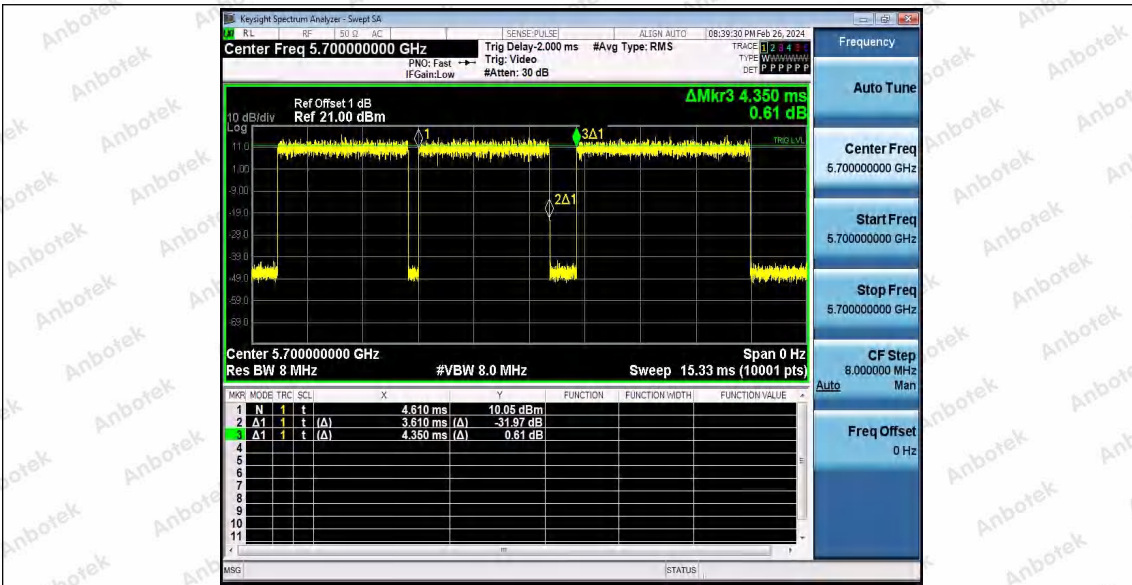 Keysight Spectrum Analyzer - Swept SA
RL RF 50 Ω AC SENSE:PULSE ALIGN AUTO 08:39:30 PM Feb 26, 2024
Center Freq 5.700000000 GHz
PNO: Fast
IFGain:Low
Trig Delay-2.000 ms #Avg Type: RMS
Trig: Video
#Atten: 30 dB
TRACE 1 2 3 4 5 6
TYPE WWWWWW
DET P P P P P P
ΔMkr3 4.350 ms
0.61 dB
Ref Offset 1 dB
10 dB/div Ref 21.00 dBm
Log
11.0
1.00
-9.00
-19.0
-29.0
-39.0
-49.0
-59.0
-69.0
1
3Δ1
TRIG LVL
2Δ1
Center 5.700000000 GHz Span 0 Hz
Res BW 8 MHz #VBW 8.0 MHz Sweep 15.33 ms (10001 pts)
MKR MODE TRC SCL X Y FUNCTION FUNCTION WIDTH FUNCTION VALUE
1 N 1 t 4.610 ms 10.05 dBm
2 Δ1 1 t (Δ) 3.610 ms (Δ) -31.97 dB
3 Δ1 1 t (Δ) 4.350 ms (Δ) 0.61 dB
4
5
6
7
8
9
10
11
MSG STATUS
Frequency
Auto Tune
Center Freq
5.700000000 GHz
Start Freq
5.700000000 GHz
Stop Freq
5.700000000 GHz
CF Step
8.000000 MHz
Auto Man
Freq Offset
0 Hz
Anbotek